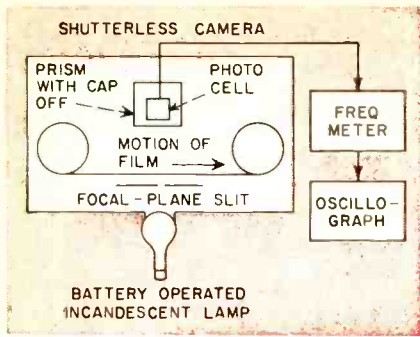 SHUTTERLESS CAMERA
PRISM
WITH CAP
OFF
PHOTO
CELL
MOTION OF
FILM
FOCAL-PLANE SLIT
FREQ
METER
OSCILLO-
GRAPH
BATTERY OPERATED
INCANDESCENT LAMP